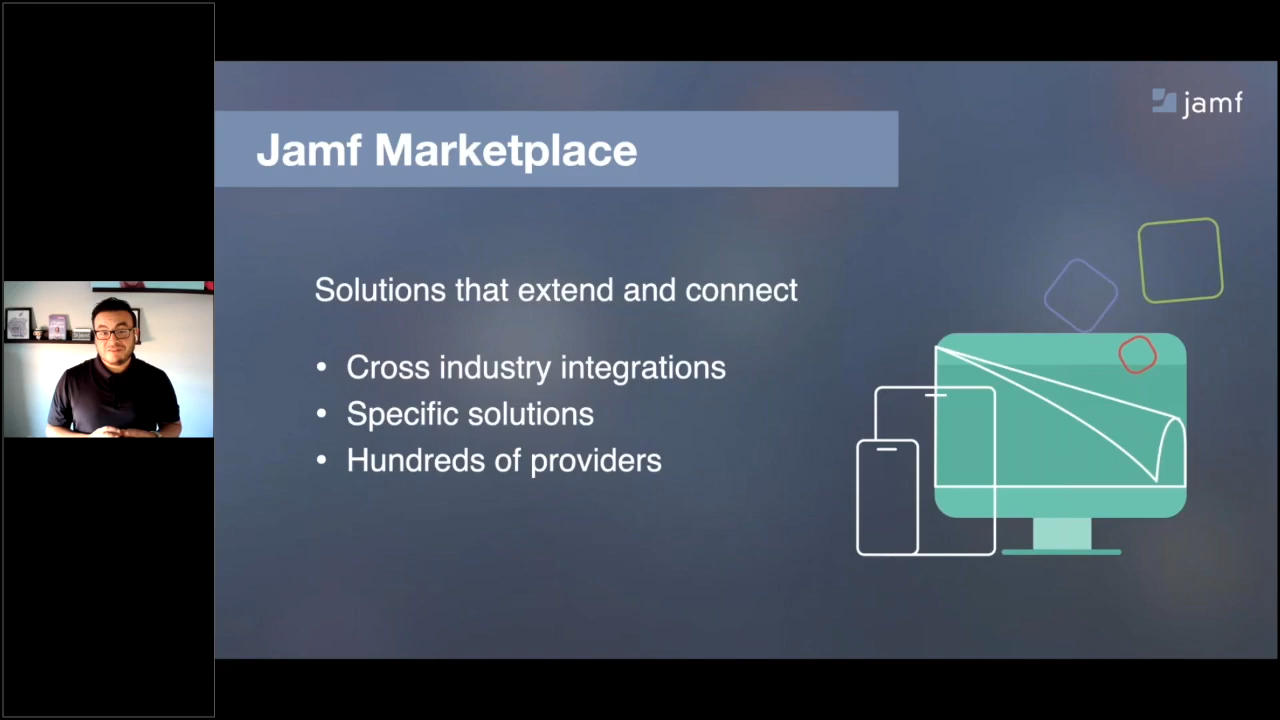 jamf
Jamf Marketplace
Solutions that extend and connect
• Cross industry integrations
• Specific solutions
• Hundreds of providers